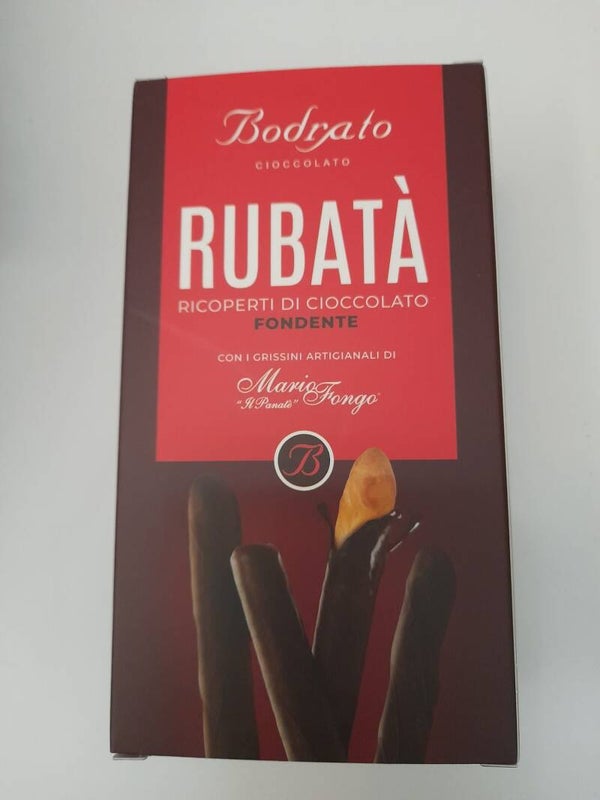 Bodrato
CIOCCOLATO
RUBATÀ
RICOPERTI DI CIOCCOLATO
FONDENTE
CON I GRISSINI ARTIGIANALI DI
Mario Fongo
"Il Panatè"
B